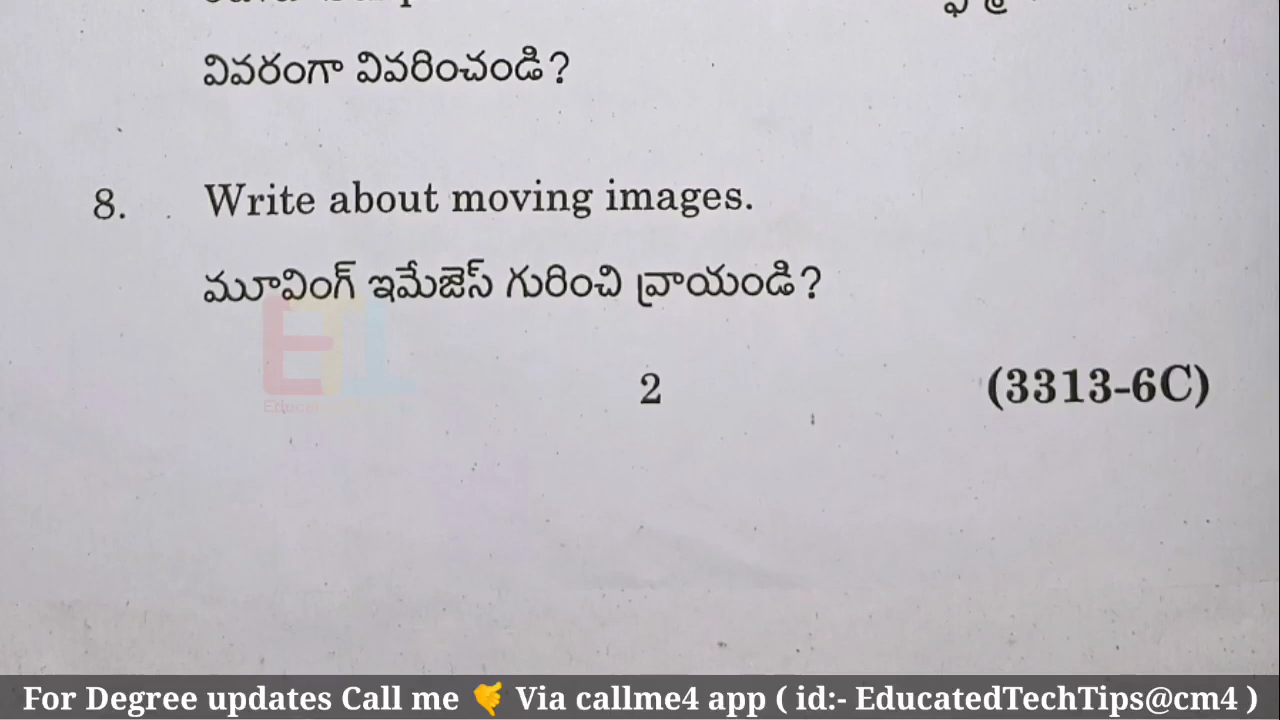 వివరంగా వివరించండి?
8. Write about moving images.
మూవింగ్ ఇమేజెస్ గురించి వ్రాయండి?
2 (3313-6C)
For Degree updates Call me 🤙 Via callme4 app ( id:- EducatedTechTips@cm4 )